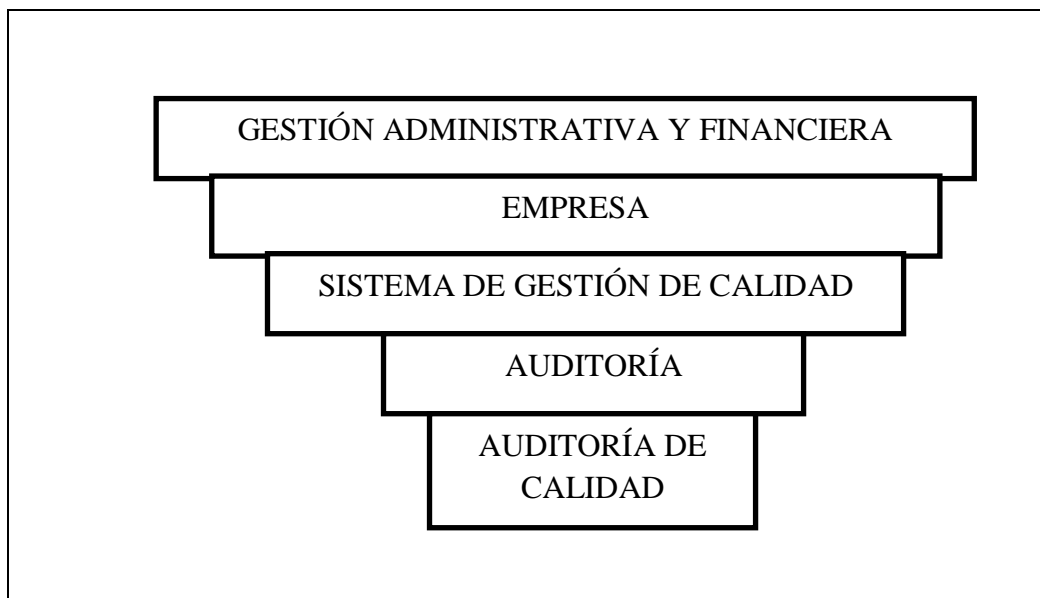 GESTIÓN ADMINISTRATIVA Y FINANCIERA
EMPRESA
SISTEMA DE GESTIÓN DE CALIDAD
AUDITORÍA
AUDITORÍA DE
CALIDAD